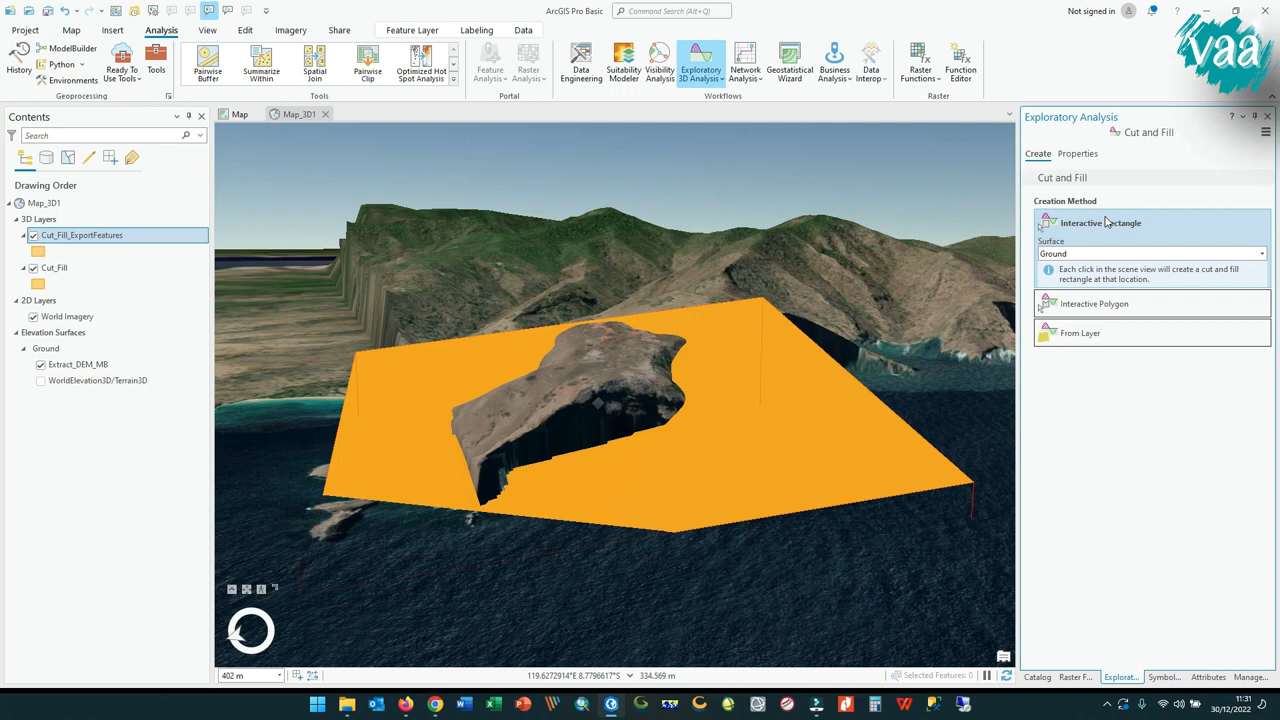 ArcGIS Pro Basic
Command Search (Alt+Q)
Not signed in
vaa
Project
Map
Insert
Analysis
View
Edit
Imagery
Share
Feature Layer
Labeling
Data
History
ModelBuilder
Python
Environments
Ready To
Use Tools
Tools
Geoprocessing
Pairwise
Buffer
Summarize
Within
Spatial
Join
Pairwise
Clip
Optimized Hot
Spot Analysis
Tools
Feature
Analysis
Raster
Analysis
Portal
Data
Engineering
Suitability
Modeler
Visibility
Analysis
Exploratory
3D Analysis
Network
Analysis
Geostatistical
Wizard
Business
Analysis
Data
Interop
Workflows
Raster
Functions
Function
Editor
Raster
Contents
Search
Drawing Order
Map_3D1
3D Layers
Cut_Fill_ExportFeatures
Cut_Fill
2D Layers
World Imagery
Elevation Surfaces
Ground
Extract_DEM_MB
WorldElevation3D/Terrain3D
Map
Map_3D1
402 m
119.6272914°E 8.7796617°S
334.569 m
Selected Features: 0
Exploratory Analysis
Cut and Fill
Create
Properties
Cut and Fill
Creation Method
Interactive Rectangle
Surface
Ground
Each click in the scene view will create a cut and fill
rectangle at that location.
Interactive Polygon
From Layer
Catalog
Raster F...
Explorat...
Symbol...
Attributes
Manage...
11:31
30/12/2022